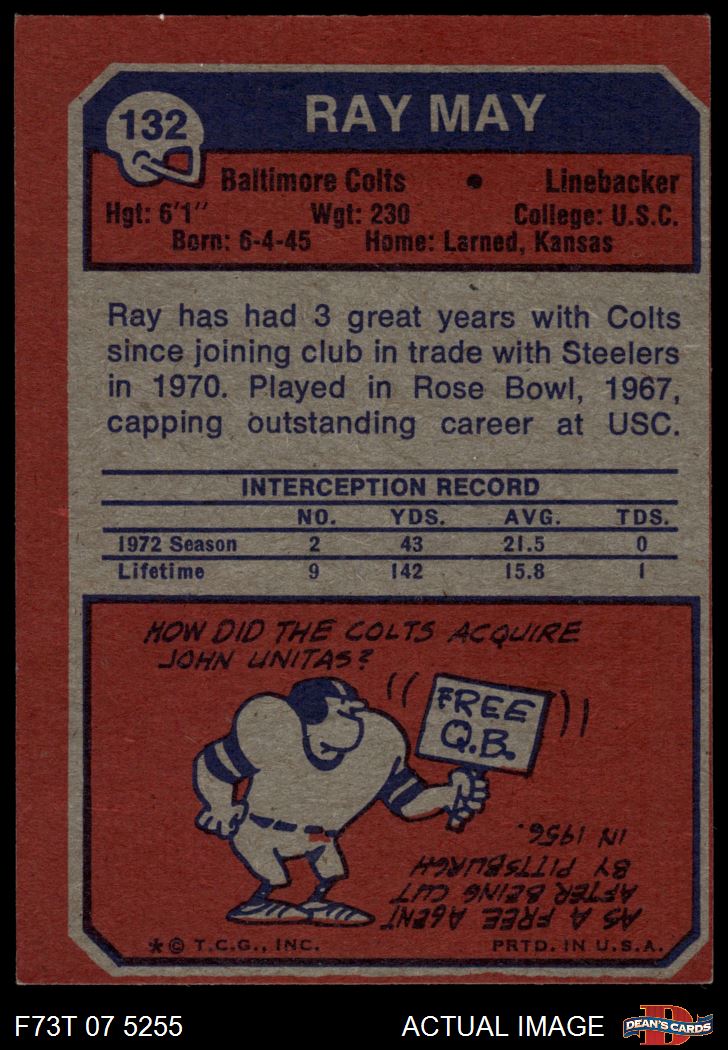 132
RAY MAY
Baltimore Colts • Linebacker
Hgt: 6'1" Wgt: 230 College: U.S.C.
Born: 6-4-45 Home: Larned, Kansas
Ray has had 3 great years with Colts
since joining club in trade with Steelers
in 1970. Played in Rose Bowl, 1967,
capping outstanding career at USC.
INTERCEPTION RECORD
NO. YDS. AVG. TDS.
1972 Season 2 43 21.5 0
Lifetime 9 142 15.8 1
HOW DID THE COLTS ACQUIRE
JOHN UNITAS?
FREE
Q.B.
AS A FREE AGENT
AFTER BEING CUT
BY PITTSBURGH
IN 1956.
* © T.C.G., INC. PRTD. IN U.S.A.
F73T 07 5255 ACTUAL IMAGE
D
DEAN'S CARDS